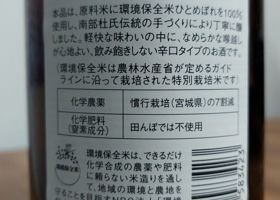 本品は、原料米に環境保全米ひとめぼれを100%
使用し、南部杜氏伝統の手づくりにより丁寧に醸
しました。軽快な味わいの中に、なめらかな喉越し
が心地よい、飲み飽きしない辛口タイプのお酒です。
環境保全米は農林水産省が定めるガイド
ラインに沿って栽培された特別栽培米です。
化学農薬 慣行栽培(宮城県)の7割減
化学肥料
(窒素成分) 田んぼでは不使用
環境保全米は、できるだけ
化学合成の農薬や肥料
に頼らない米造りを通し
て、地域の環境と農地を
守ることを
583423